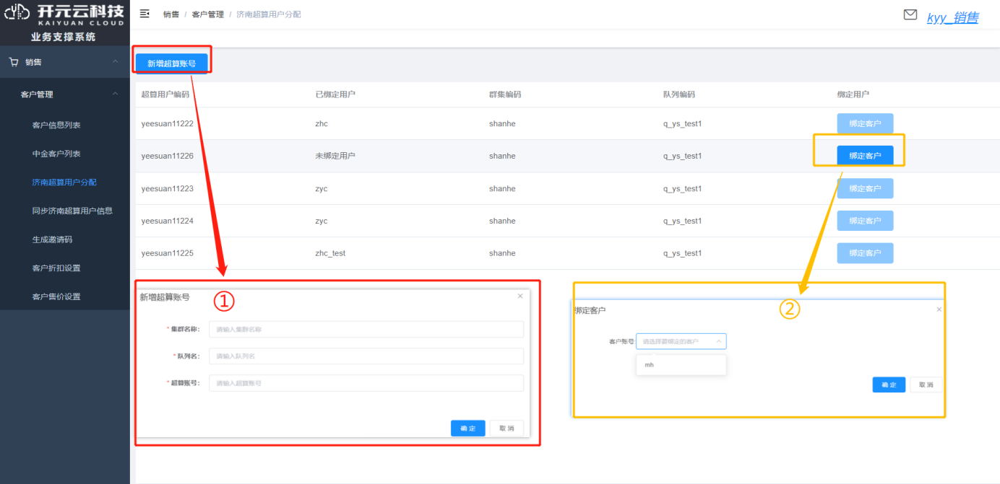 开元云科技
KAIYUAN CLOUD
业务支撑系统
销售 / 客户管理 / 济南超算用户分配
kyy_销售
销售
客户管理
客户信息列表
中金客户列表
济南超算用户分配
同步济南超算用户信息
生成邀请码
客户折扣设置
客户售价设置
新增超算账号
超算用户编码 已绑定用户 群集编码 队列编码 绑定用户
yeesuan11222 zhc shanhe q_ys_test1 绑定客户
yeesuan11226 未绑定用户 shanhe q_ys_test1 绑定客户
yeesuan11223 zyc shanhe q_ys_test1 绑定客户
yeesuan11224 zyc shanhe q_ys_test1 绑定客户
yeesuan11225 zhc_test shanhe q_ys_test1 绑定客户
新增超算账号 ①
* 集群名称: 请输入集群名称
* 队列名: 请输入队列名
* 超算账号: 请输入超算账号
确 定 取 消
绑定客户 ②
客户账号 请选择要绑定的客户
mh
确 定 取 消